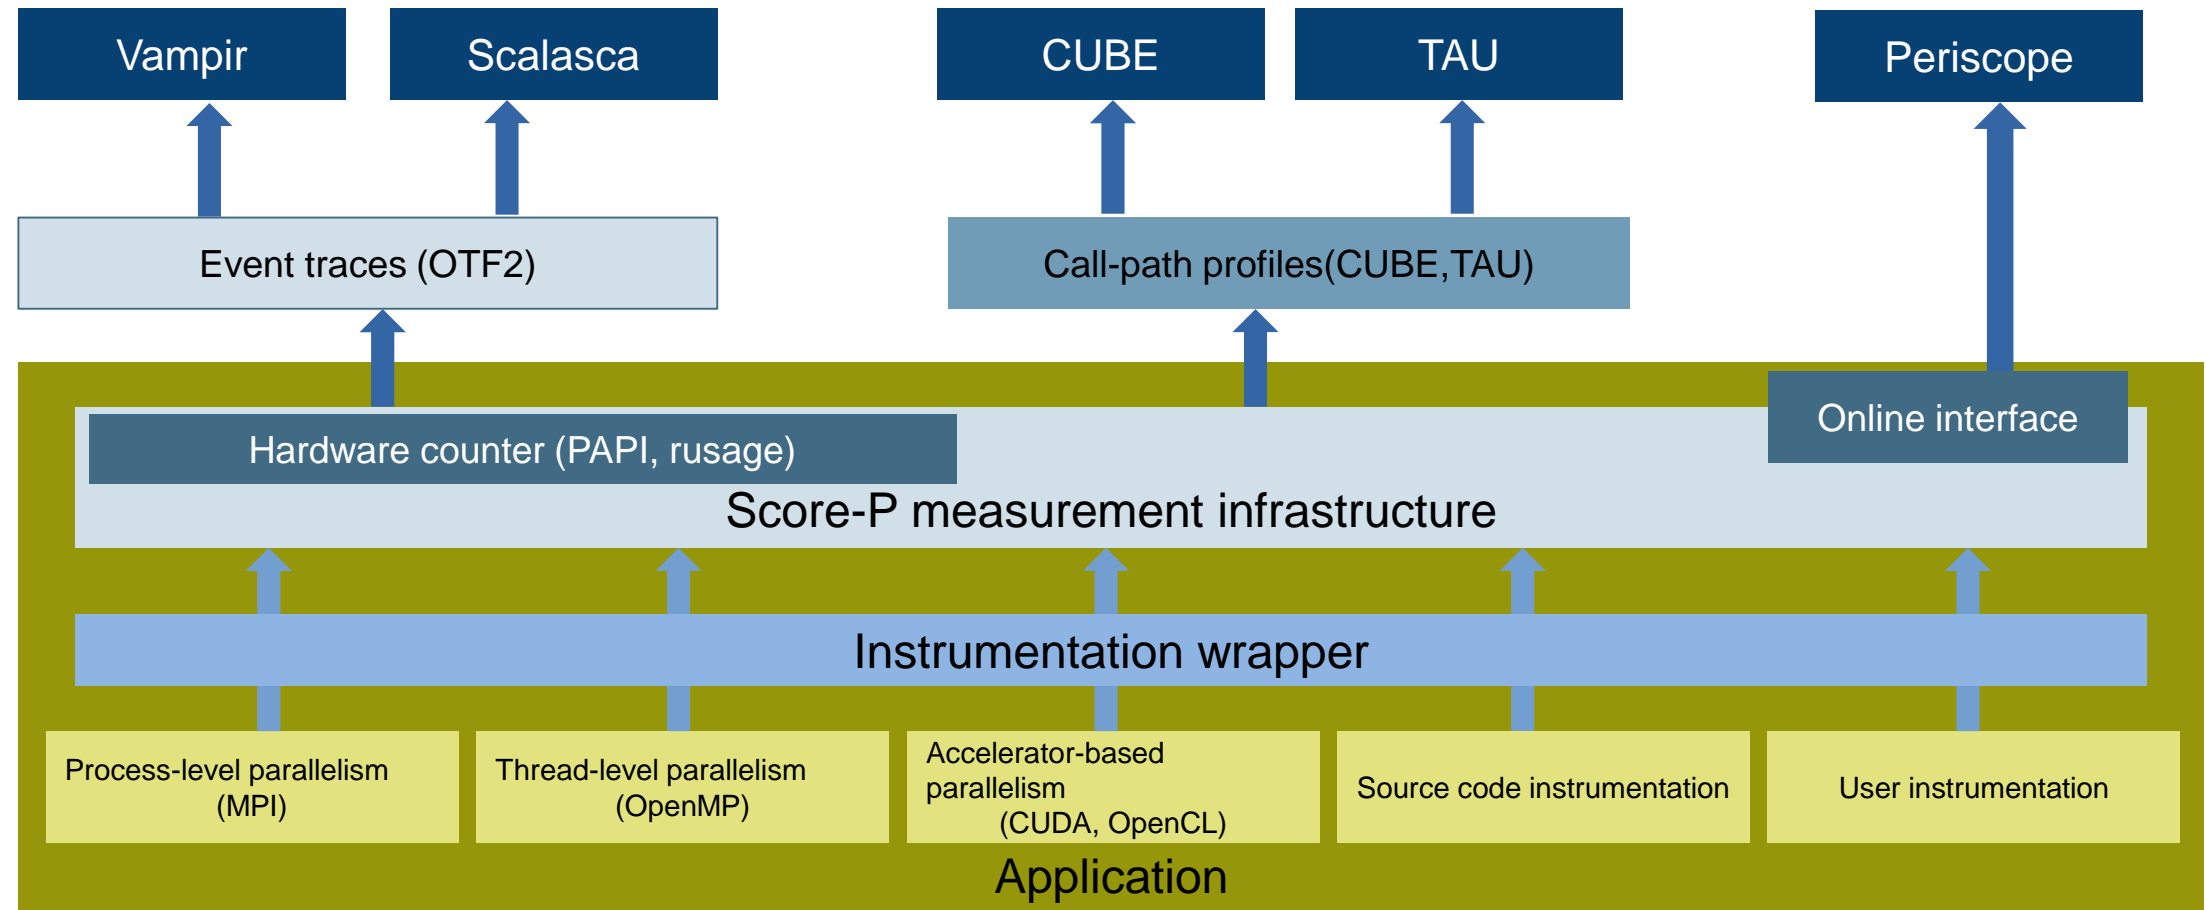 Vampir
Scalasca
CUBE
TAU
Periscope
Event traces (OTF2)
Call-path profiles(CUBE,TAU)
Online interface
Hardware counter (PAPI, rusage)
Score-P measurement infrastructure
Instrumentation wrapper
Process-level parallelism
(MPI)
Thread-level parallelism
(OpenMP)
Accelerator-based
parallelism
(CUDA, OpenCL)
Source code instrumentation
User instrumentation
Application